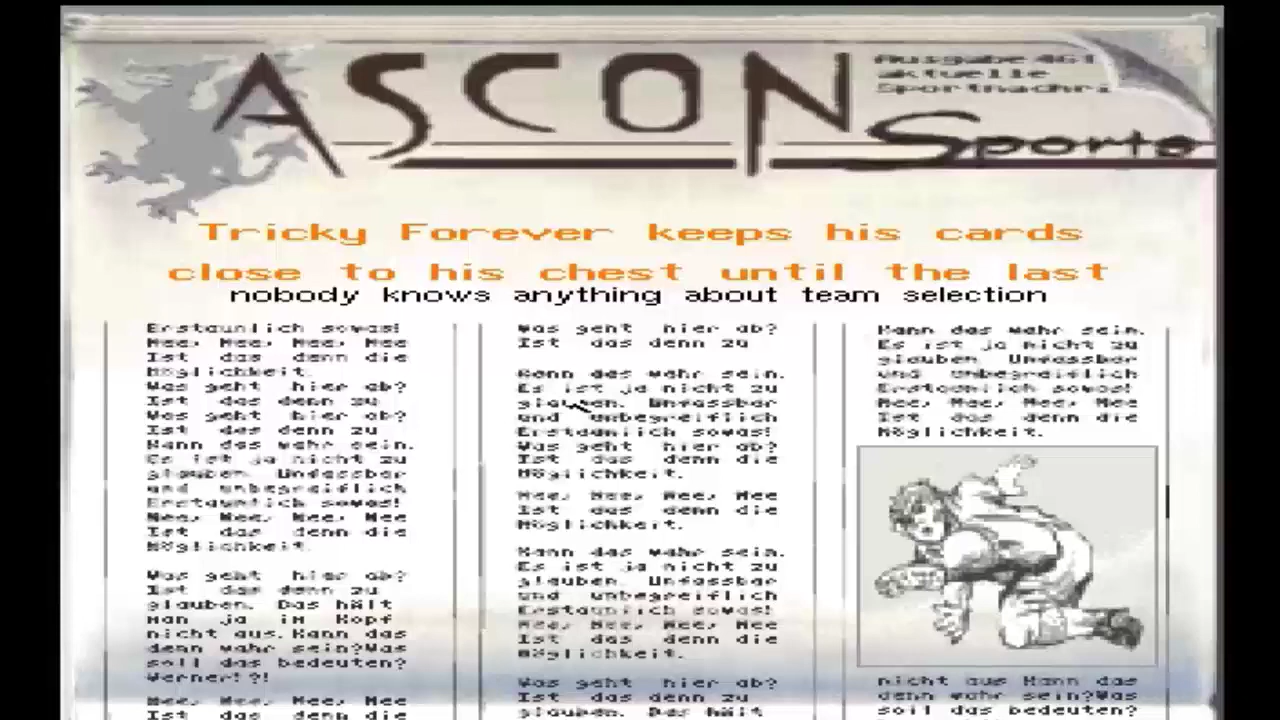 ASCON
Ausgabe 461
aktuelle
Sportnachri
Sports
Tricky Forever keeps his cards
close to his chest until the last
nobody knows anything about team selection
Erstaunlich sowas!
Nee, Nee, Nee, Nee
Ist das denn die
Möglichkeit.
Was geht hier ab?
Ist das denn zu
Was geht hier ab?
Ist das denn zu
Kann das wahr sein.
Es ist ja nicht zu
glauben. Unfassbar
und unbegreiflich
Erstaunlich sowas!
Nee, Nee, Nee, Nee
Ist das denn die
Möglichkeit.
Was geht hier ab?
Ist das denn zu
glauben. Das hält
man ja im Kopf
nicht aus. Kann das
denn wahr sein?Was
soll das bedeuten?
Werner!?!
Nee, Nee, Nee, Nee
Ist das denn die
Was geht hier ab?
Ist das denn zu
Kann das wahr sein.
Es ist ja nicht zu
glauben. Unfassbar
und unbegreiflich
Erstaunlich sowas!
Was geht hier ab?
Ist das denn die
Möglichkeit.
Nee, Nee, Nee, Nee
Ist das denn die
Möglichkeit.
Kann das wahr sein.
Es ist ja nicht zu
glauben. Unfassbar
und unbegreiflich
Erstaunlich sowas!
Nee, Nee, Nee, Nee
Ist das denn die
Möglichkeit.
Was geht hier ab?
Ist das denn zu
glauben. Das hält
Kann das wahr sein.
Es ist ja nicht zu
glauben. Unfassbar
und unbegreiflich
Erstaunlich sowas!
Nee, Nee, Nee, Nee
Ist das denn die
Möglichkeit.
nicht aus Kann das
denn wahr sein?Was
soll das bedeuten?